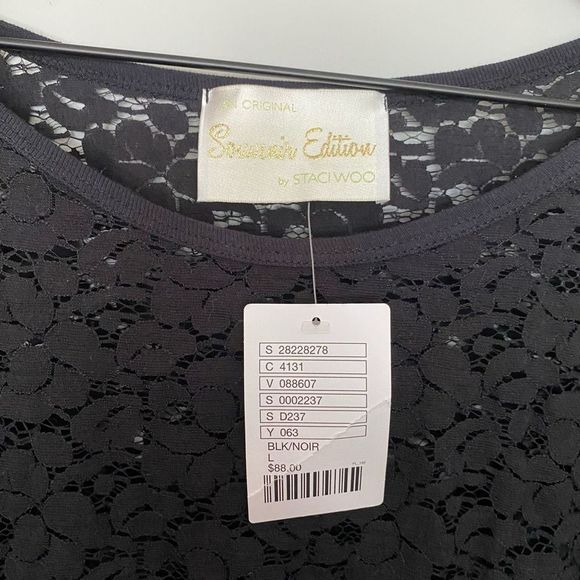 AN ORIGINAL
Souvenir Edition
by STACI WOO
S 28228278
C 4131
V 088607
S 0002237
S D237
Y 063
BLK/NOIR
L
$88.00